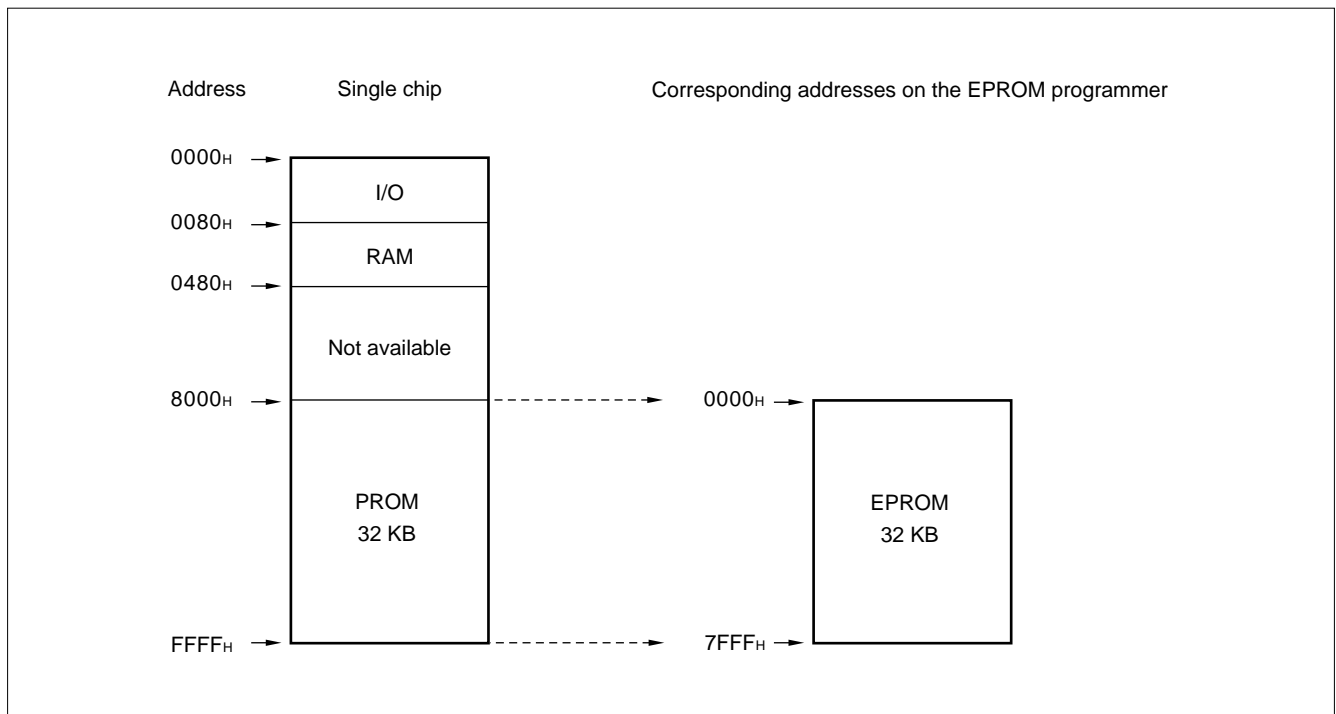 Address Single chip Corresponding addresses on the EPROM programmer
0000H
I/O
0080H
RAM
0480H
Not available
8000H 0000H
PROM EPROM
32 KB 32 KB
FFFFH 7FFFH